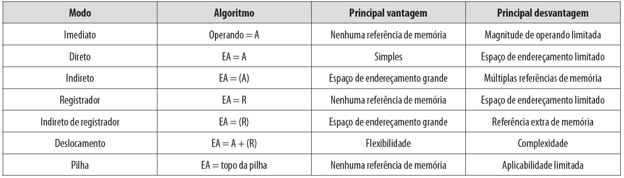 Modo Algoritmo Principal vantagem Principal desvantagem
Imediato Operando = A Nenhuma referência de memória Magnitude de operando limitada
Direto EA = A Simples Espaço de endereçamento limitado
Indireto EA = (A) Espaço de endereçamento grande Múltiplas referências de memória
Registrador EA = R Nenhuma referência de memória Espaço de endereçamento limitado
Indireto de registrador EA = (R) Espaço de endereçamento grande Referência extra de memória
Deslocamento EA = A + (R) Flexibilidade Complexidade
Pilha EA = topo da pilha Nenhuma referência de memória Aplicabilidade limitada